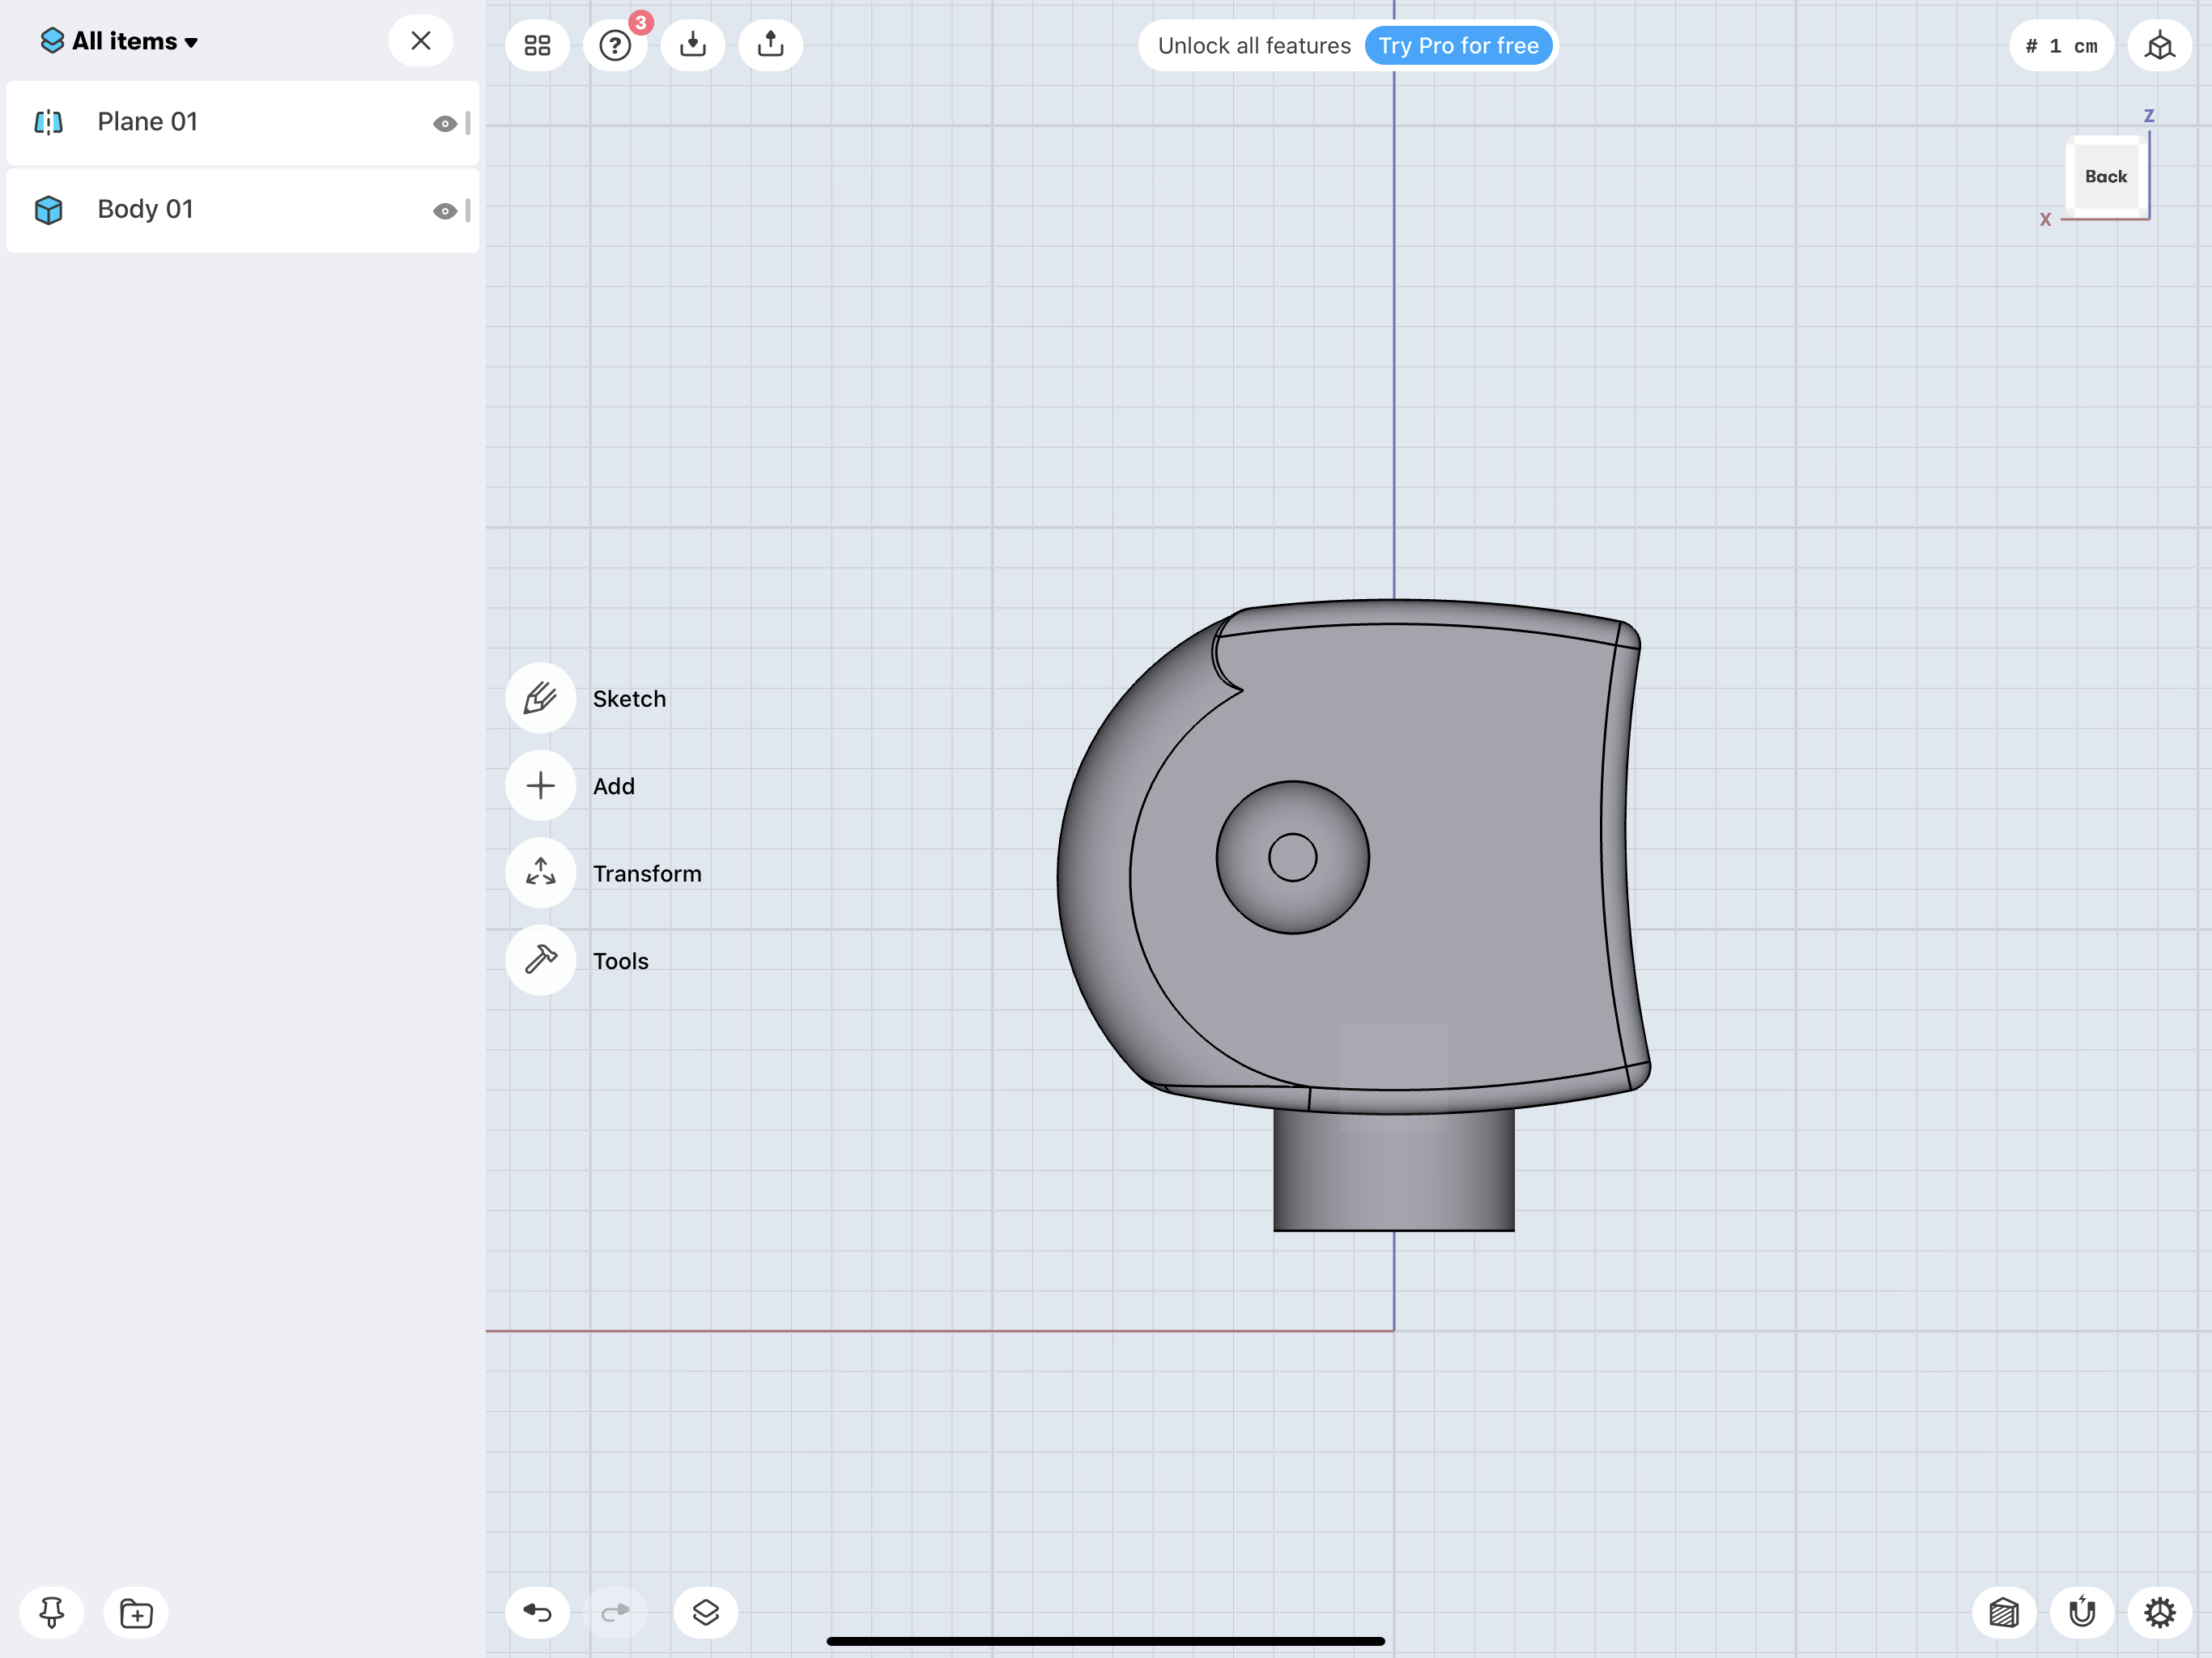 All items
Plane 01
Body 01
3
?
Unlock all features
Try Pro for free
# 1 cm
Z
Back
X
Sketch
Add
Transform
Tools